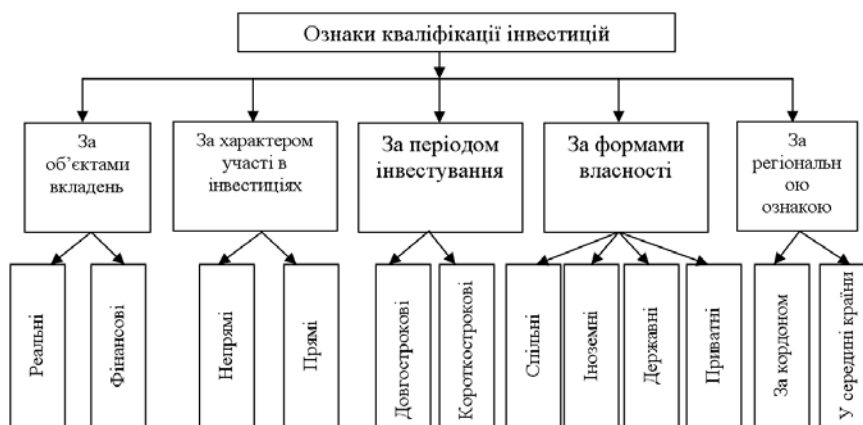 Ознаки кваліфікації інвестицій
За
об’єктами
вкладень
За характером
участі в
інвестиціях
За періодом
інвестування
За формами
власності
За
регіональн
ою
ознакою
Реальні
Фінансові
Непрямі
Прямі
Довгострокові
Короткострокові
Спільні
Іноземні
Державні
Приватні
За кордоном
У середині країни